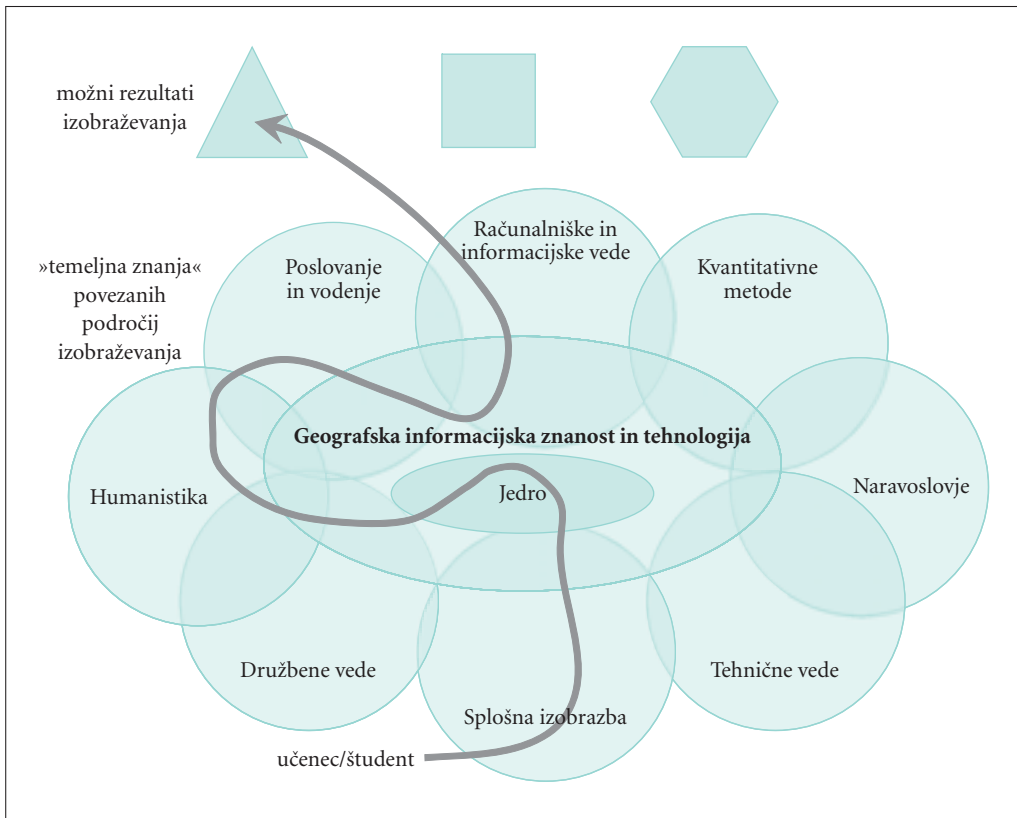 možni rezultati
izobraževanja
»temeljna znanja«
povezanih
področij
izobraževanja
Poslovanje
in vodenje
Računalniške in
informacijske vede
Kvantitativne
metode
Geografska informacijska znanost in tehnologija
Jedro
Humanistika
Naravoslovje
Družbene vede
Splošna izobrazba
Tehnične vede
učenec/študent